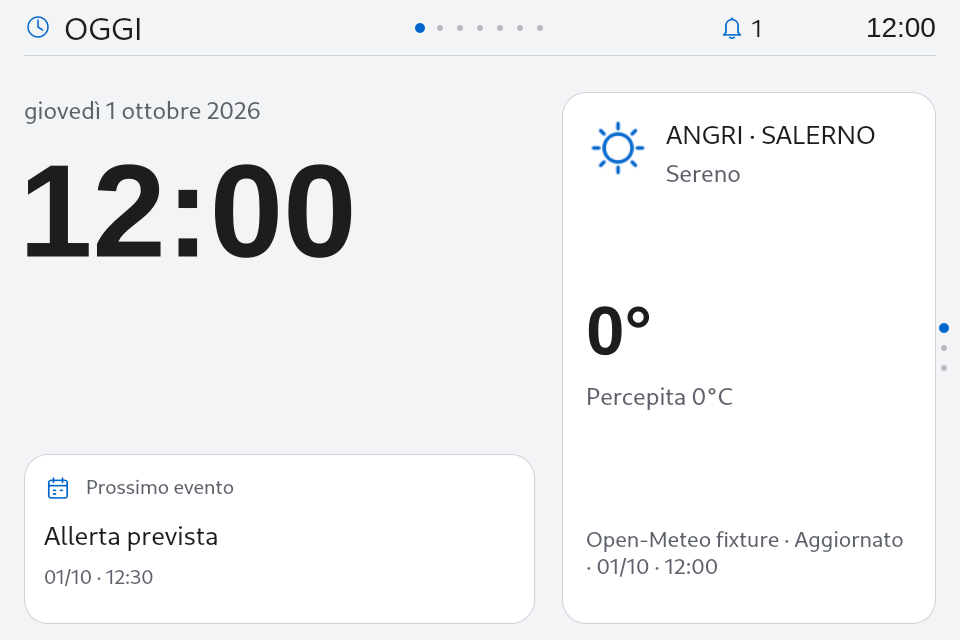 OGGI
1
12:00
giovedì 1 ottobre 2026
12:00
Prossimo evento
Allerta prevista
01/10 · 12:30
ANGRI · SALERNO
Sereno
0°
Percepita 0°C
Open-Meteo fixture · Aggiornato
· 01/10 · 12:00